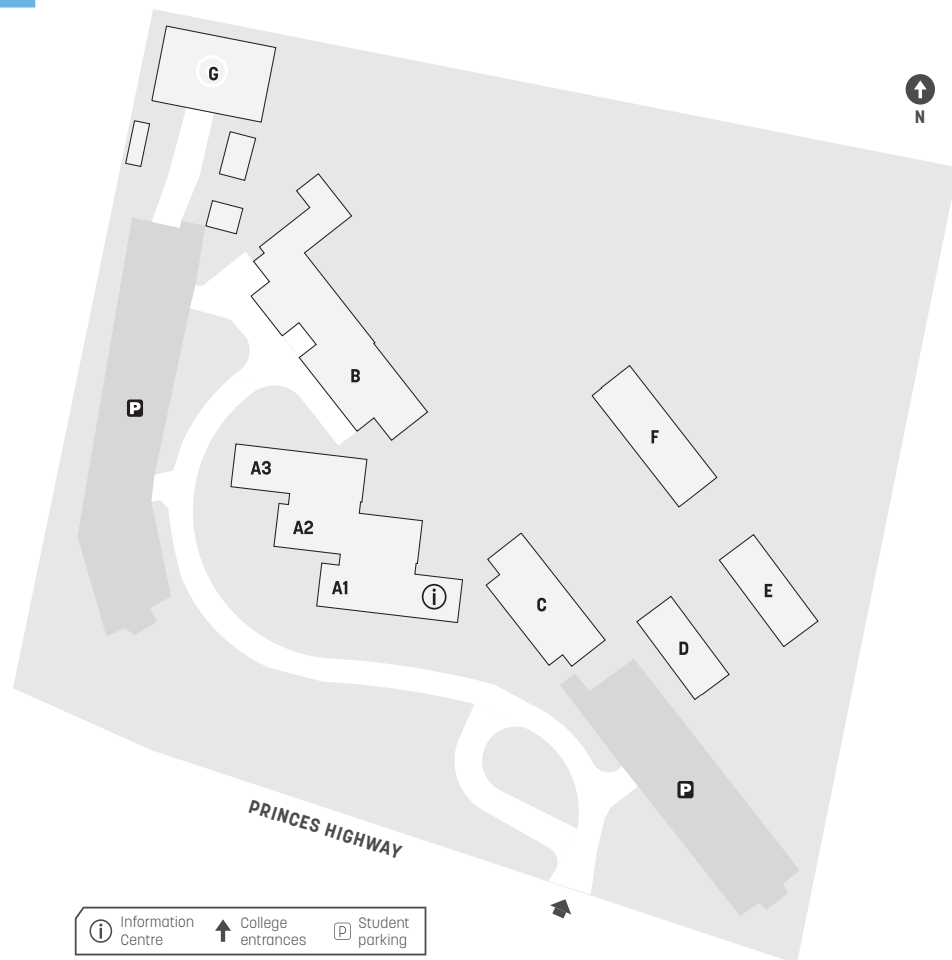 G
N
P
B
F
A3
A2
A1
i
C
E
D
P
PRINCES HIGHWAY
i Information
Centre
College
entrances
P Student
parking